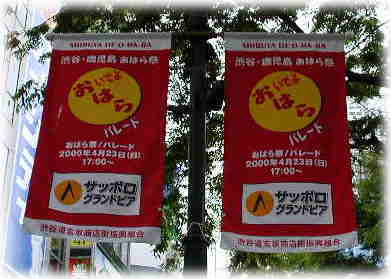 SHIBUYA DE O-HA-RA
渋谷・鹿児島 おはら祭
おいでよ
おはら
パレード
おはら祭/パレード
2000年4月23日(日)
17:00〜
サッポロ
グランドビア
渋谷道玄坂商店街振興組合
SHIBUYA DE O-HA-RA
渋谷・鹿児島 おはら祭
おいでよ
おはら
パレード
おはら祭/パレード
2000年4月23日(日)
17:00〜
サッポロ
グランドビア
渋谷道玄坂商店街振興組合